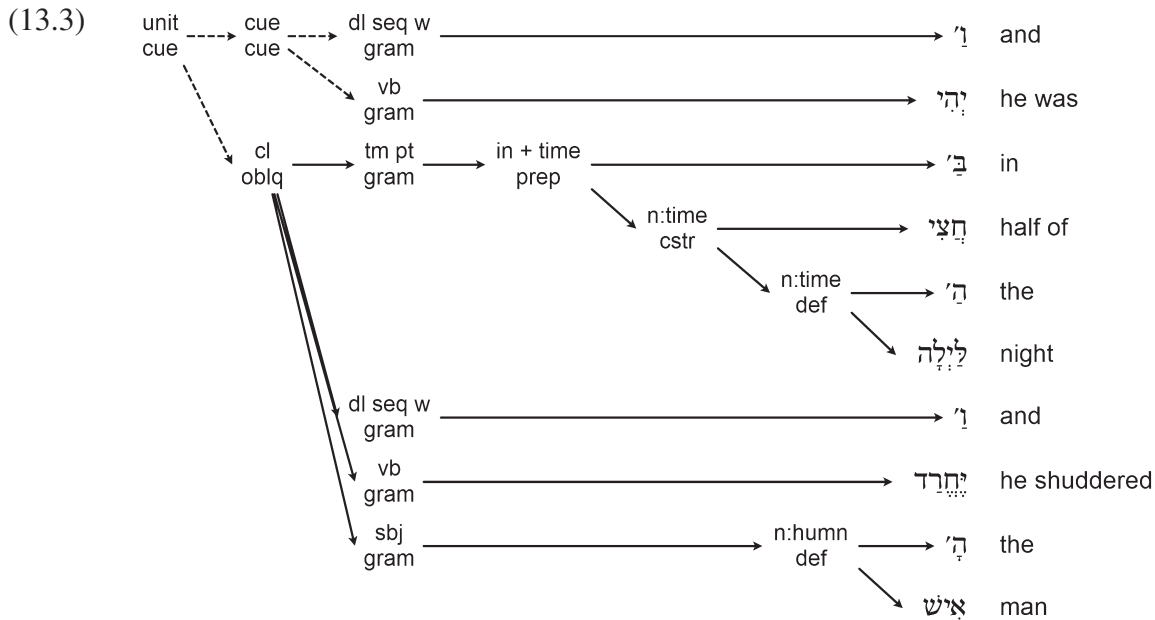 (13.3) unit cue dl seq w וַ׳ and
cue cue gram
vb יְהִי he was
gram
cl tm pt in + time בַּ׳ in
oblq gram prep
n:time חֲצִי half of
cstr
n:time הַ׳ the
def
לַּיְלָה night
dl seq w וַ׳ and
gram
vb יֶּחֱרַד he shuddered
gram
sbj n:humn הָ׳ the
gram def
אִישׁ man